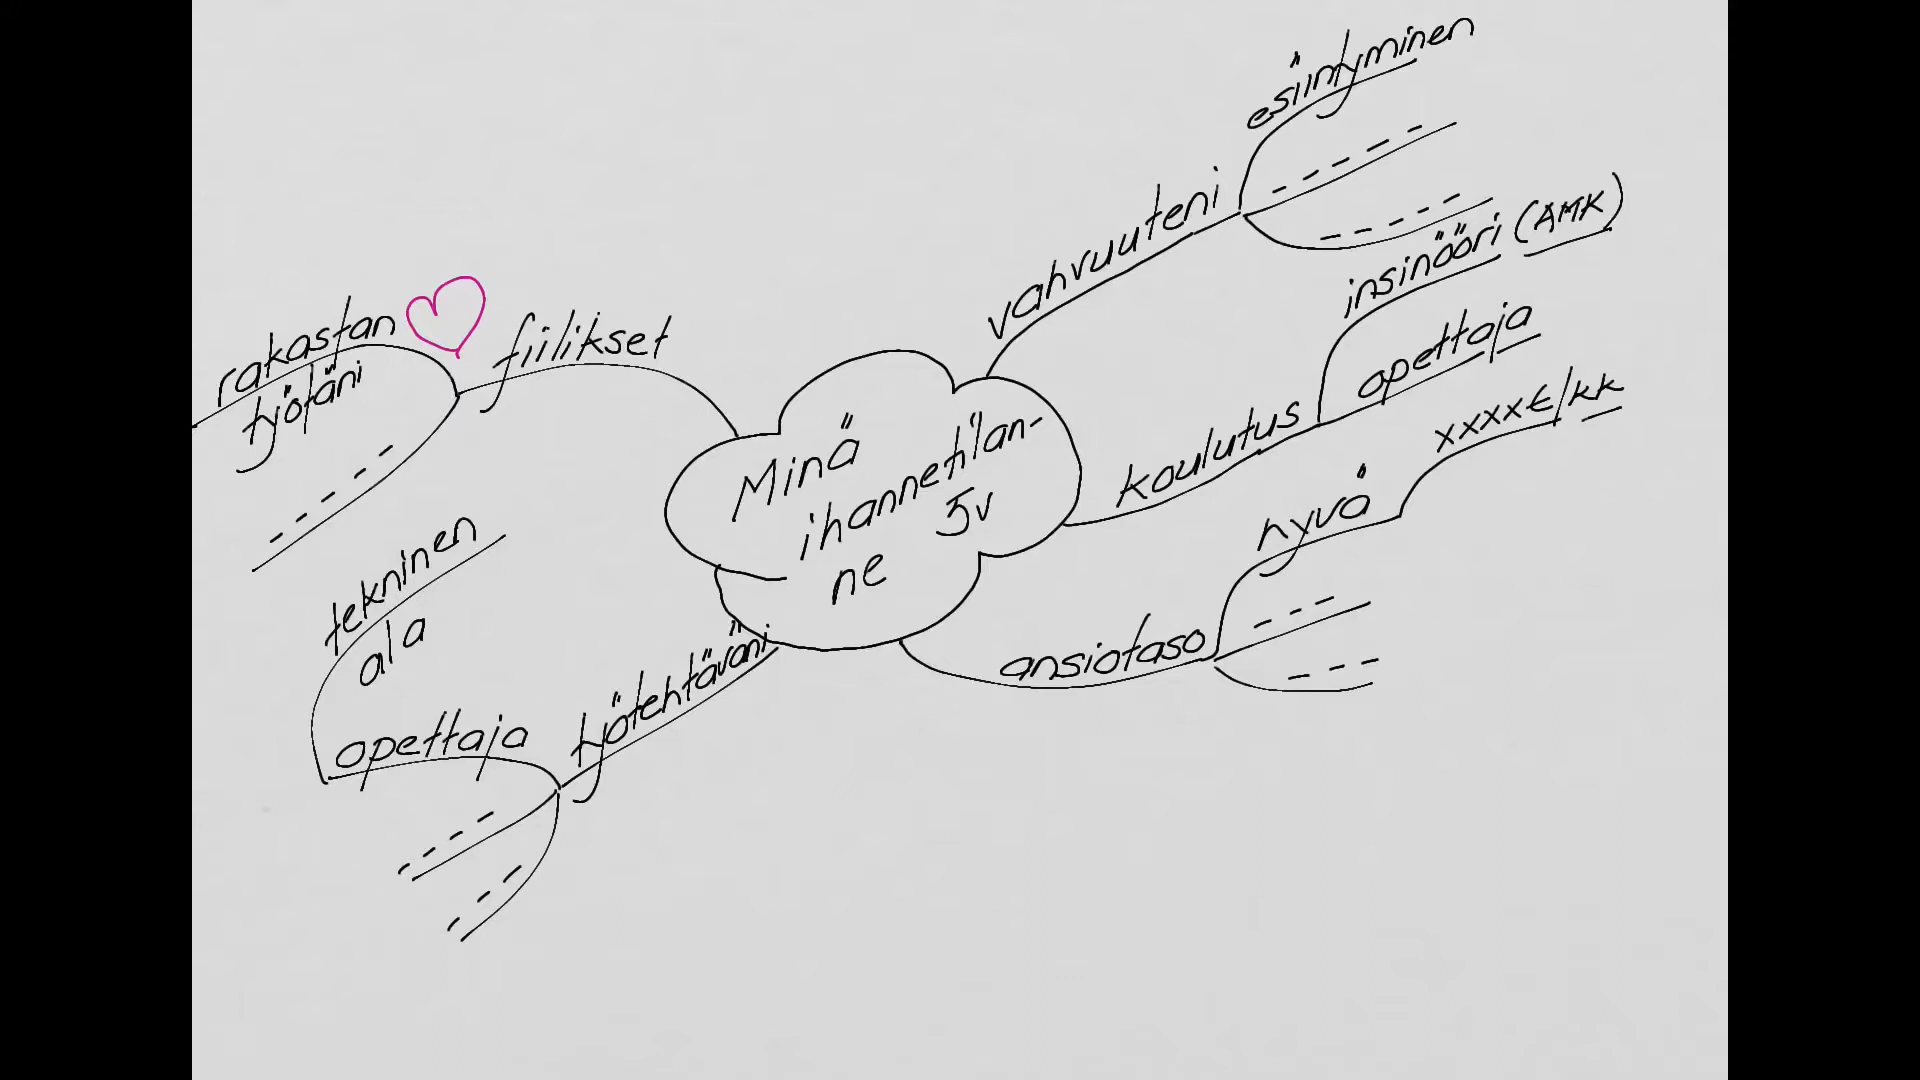 Minä
ihannetilan-
ne 5v
vahvuuteni
esiintyminen
koulutus
insinööri (AMK)
opettaja
ansiotaso
hyvä
xxxx€/kk
työtehtäväni
opettaja
tekninen
ala
fiilikset
rakastan
työtäni